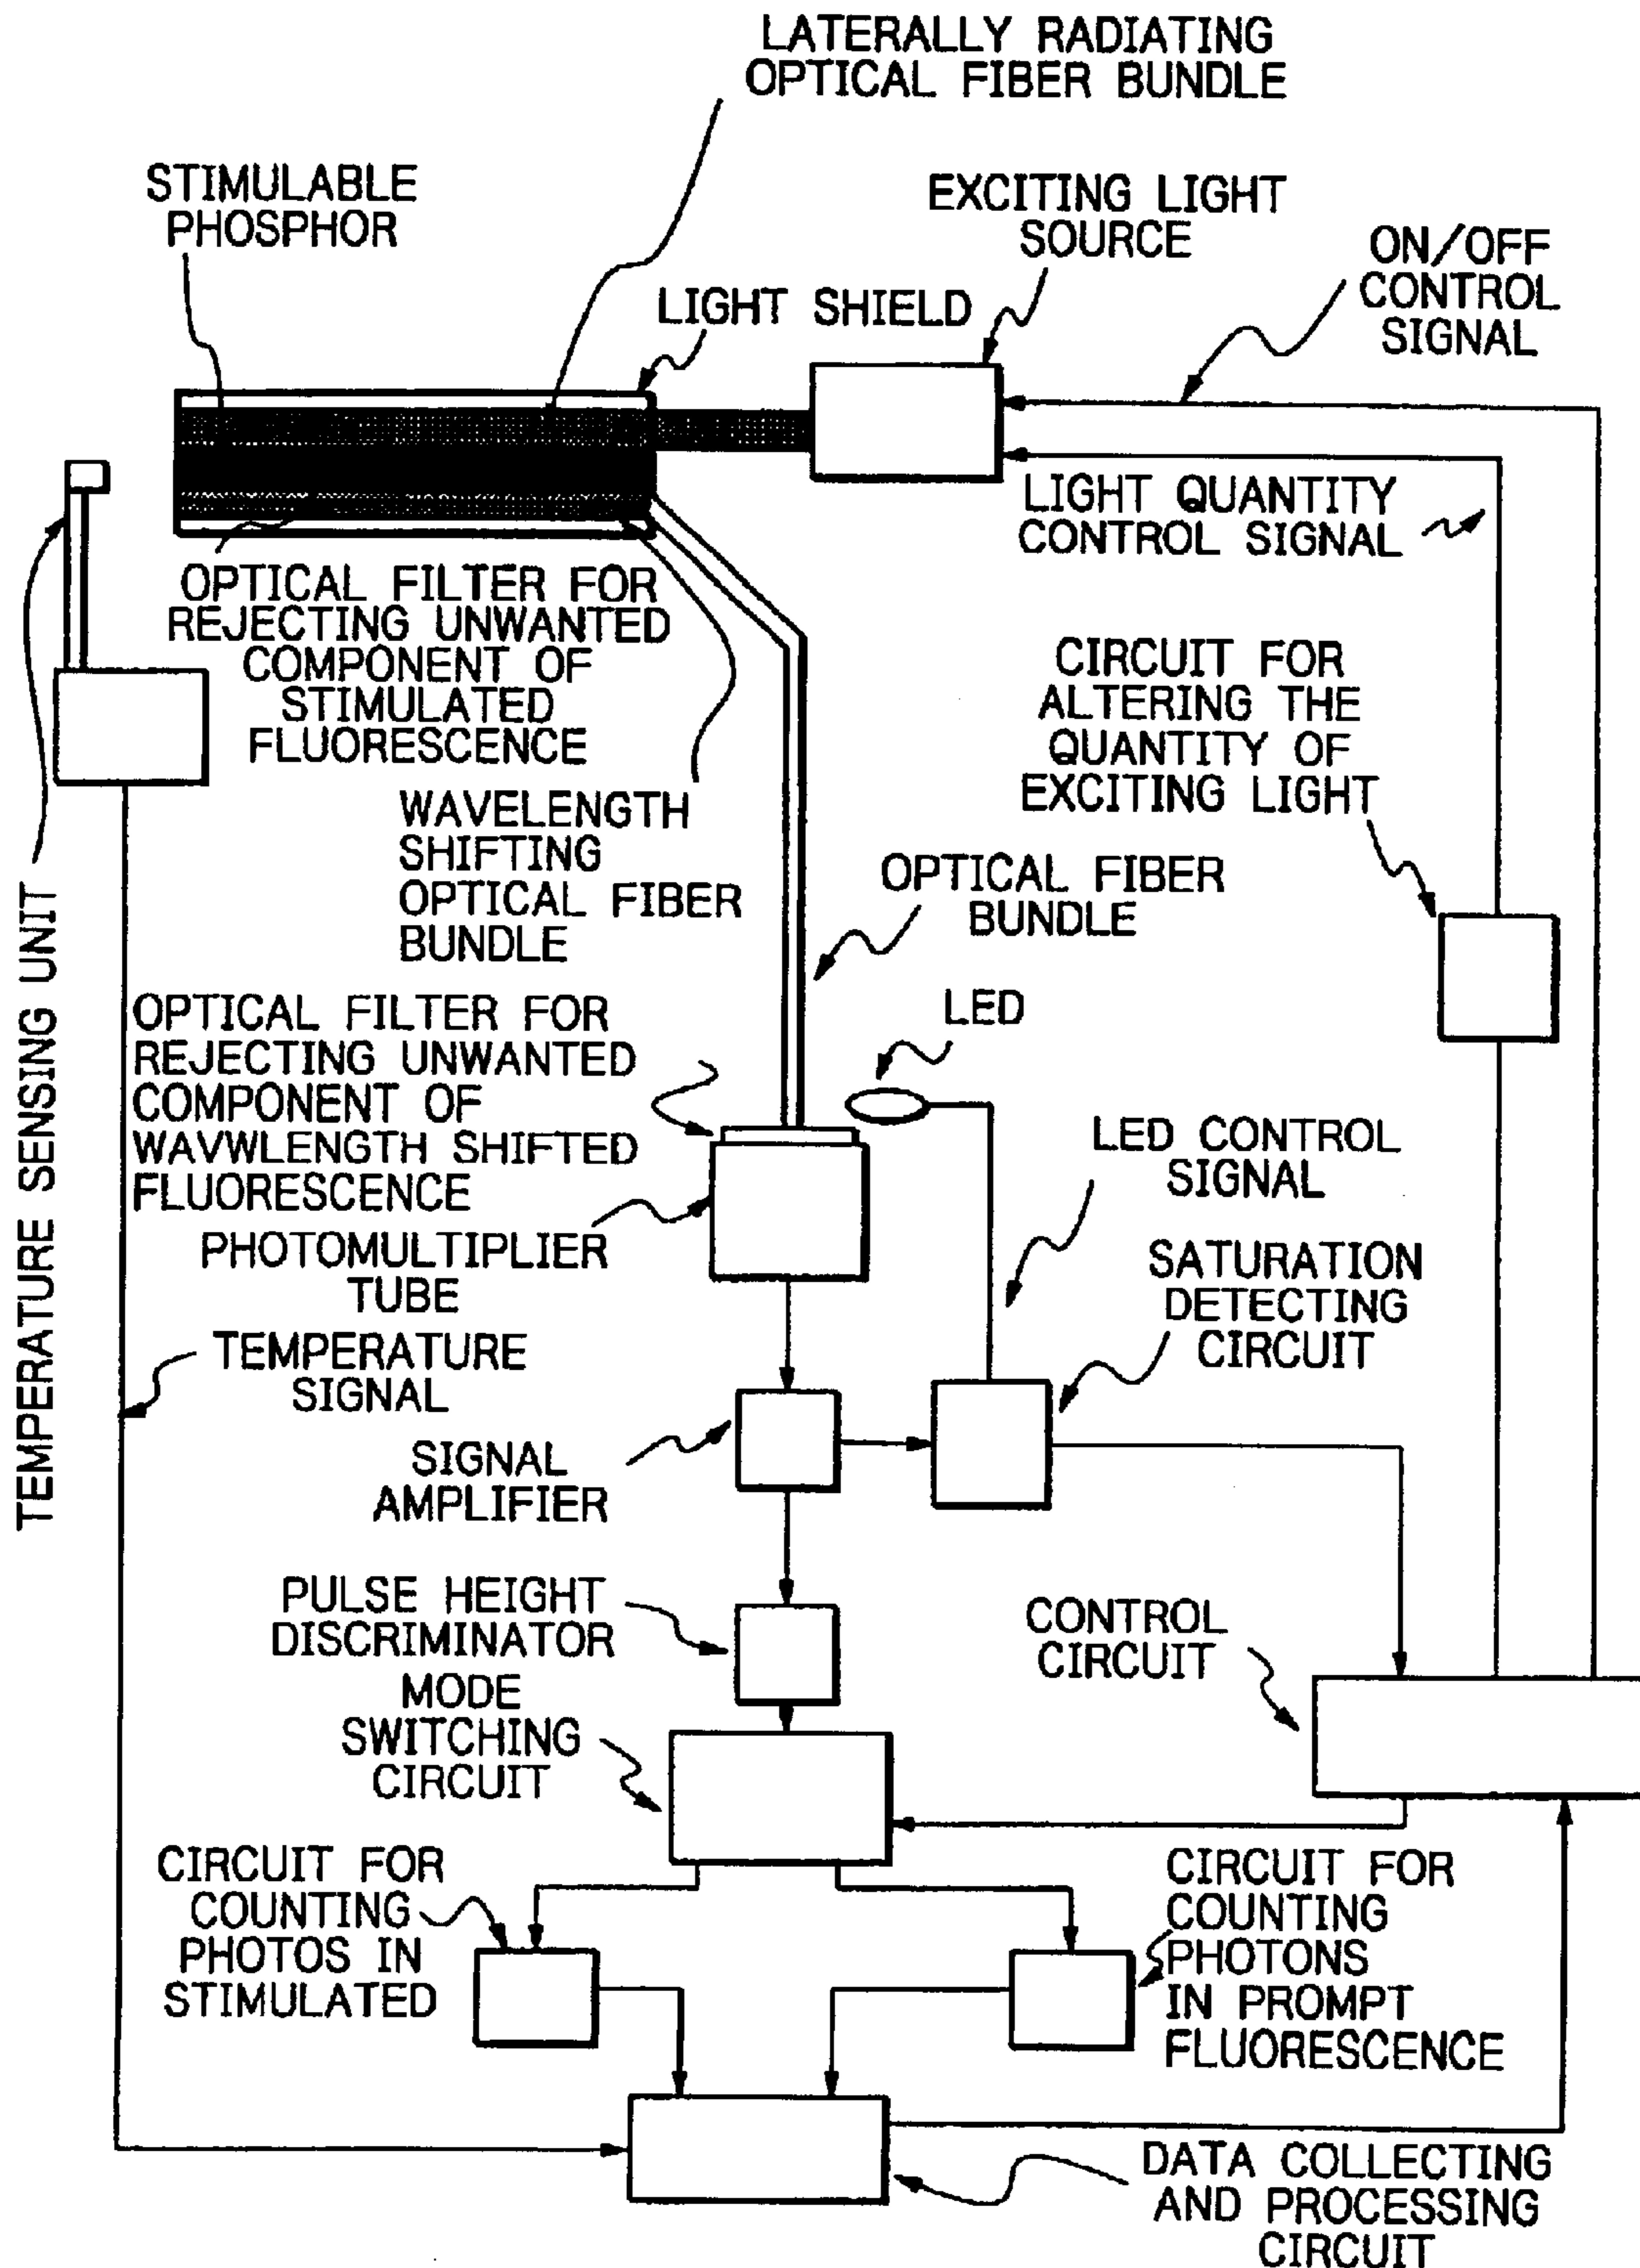 LATERALLY RADIATING
OPTICAL FIBER BUNDLE
STIMULABLE
PHOSPHOR
EXCITING LIGHT
SOURCE
ON/OFF
CONTROL
SIGNAL
LIGHT SHIELD
LIGHT QUANTITY
CONTROL SIGNAL
OPTICAL FILTER FOR
REJECTING UNWANTED
COMPONENT OF
STIMULATED
FLUORESCENCE
CIRCUIT FOR
ALTERING THE
QUANTITY OF
EXCITING LIGHT
WAVELENGTH
SHIFTING
OPTICAL FIBER
BUNDLE
OPTICAL FIBER
BUNDLE
TEMPERATURE SENSING UNIT
LED
OPTICAL FILTER FOR
REJECTING UNWANTED
COMPONENT OF
WAVWLENGTH SHIFTED
FLUORESCENCE
LED CONTROL
SIGNAL
PHOTOMULTIPLIER
TUBE
SATURATION
DETECTING
CIRCUIT
TEMPERATURE
SIGNAL
SIGNAL
AMPLIFIER
PULSE HEIGHT
DISCRIMINATOR
CONTROL
CIRCUIT
MODE
SWITCHING
CIRCUIT
CIRCUIT FOR
COUNTING
PHOTOS IN
STIMULATED
CIRCUIT FOR
COUNTING
PHOTONS
IN PROMPT
FLUORESCENCE
DATA COLLECTING
AND PROCESSING
CIRCUIT